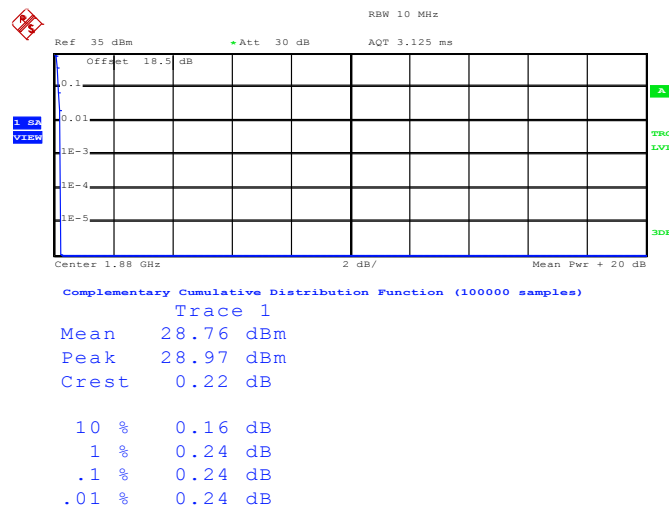 R S
RBW 10 MHz
Ref 35 dBm ★Att 30 dB AQT 3.125 ms
Offset 18.5 dB
0.1
A
0.01
1 SA
VIEW
TRG
LVL
1E-3
1E-4
1E-5
3DB
Center 1.88 GHz 2 dB/ Mean Pwr + 20 dB
Complementary Cumulative Distribution Function (100000 samples)
Trace 1
Mean 28.76 dBm
Peak 28.97 dBm
Crest 0.22 dB
10 % 0.16 dB
1 % 0.24 dB
.1 % 0.24 dB
.01 % 0.24 dB